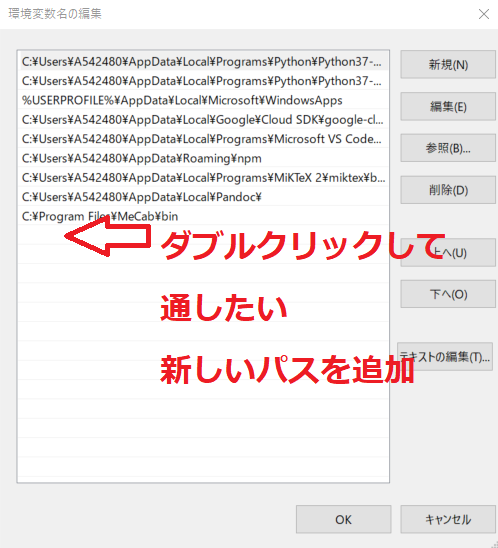 環境変数名の編集
C:¥Users¥A542480¥AppData¥Local¥Programs¥Python¥Python37-...
C:¥Users¥A542480¥AppData¥Local¥Programs¥Python¥Python37-...
%USERPROFILE%¥AppData¥Local¥Microsoft¥WindowsApps
C:¥Users¥A542480¥AppData¥Local¥Google¥Cloud SDK¥google-cl...
C:¥Users¥A542480¥AppData¥Local¥Programs¥Microsoft VS Code...
C:¥Users¥A542480¥AppData¥Roaming¥npm
C:¥Users¥A542480¥AppData¥Local¥Programs¥MiKTeX 2¥miktex¥b...
C:¥Users¥A542480¥AppData¥Local¥Pandoc¥
C:¥Program Files¥MeCab¥bin
ダブルクリックして
通したい
新しいパスを追加
新規(N)
編集(E)
参照(B)...
削除(D)
上へ(U)
下へ(O)
テキストの編集(T)...
OK
キャンセル